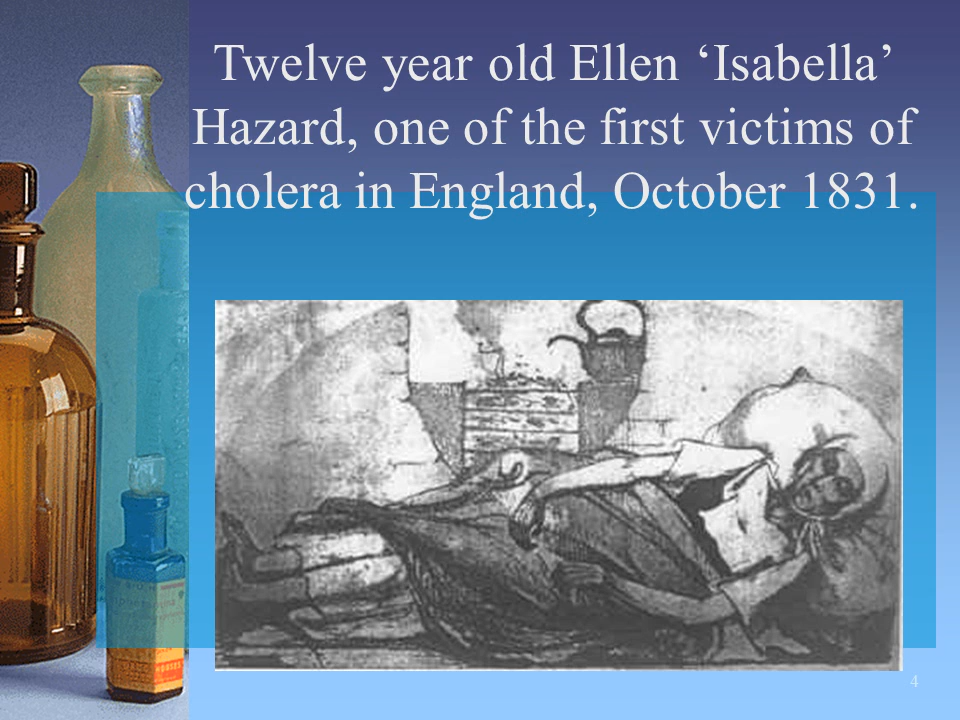 Twelve year old Ellen ‘Isabella’
Hazard, one of the first victims of
cholera in England, October 1831.
4